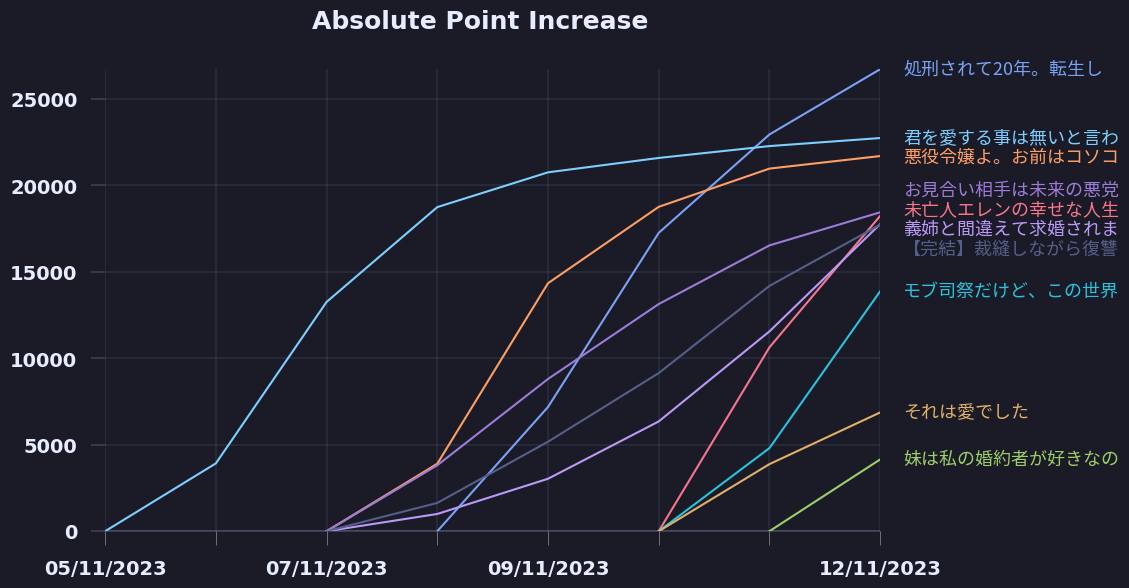 Absolute Point Increase
処刑されて20年。転生し
25000
君を愛する事は無いと言わ
悪役令嬢よ。お前はコソコ
20000
お見合い相手は未来の悪党
未亡人エレンの幸せな人生
義姉と間違えて求婚されま
【完結】裁縫しながら復讐
15000
モブ司祭だけど、この世界
10000
それは愛でした
5000
妹は私の婚約者が好きなの
0
05/11/2023
07/11/2023
09/11/2023
12/11/2023